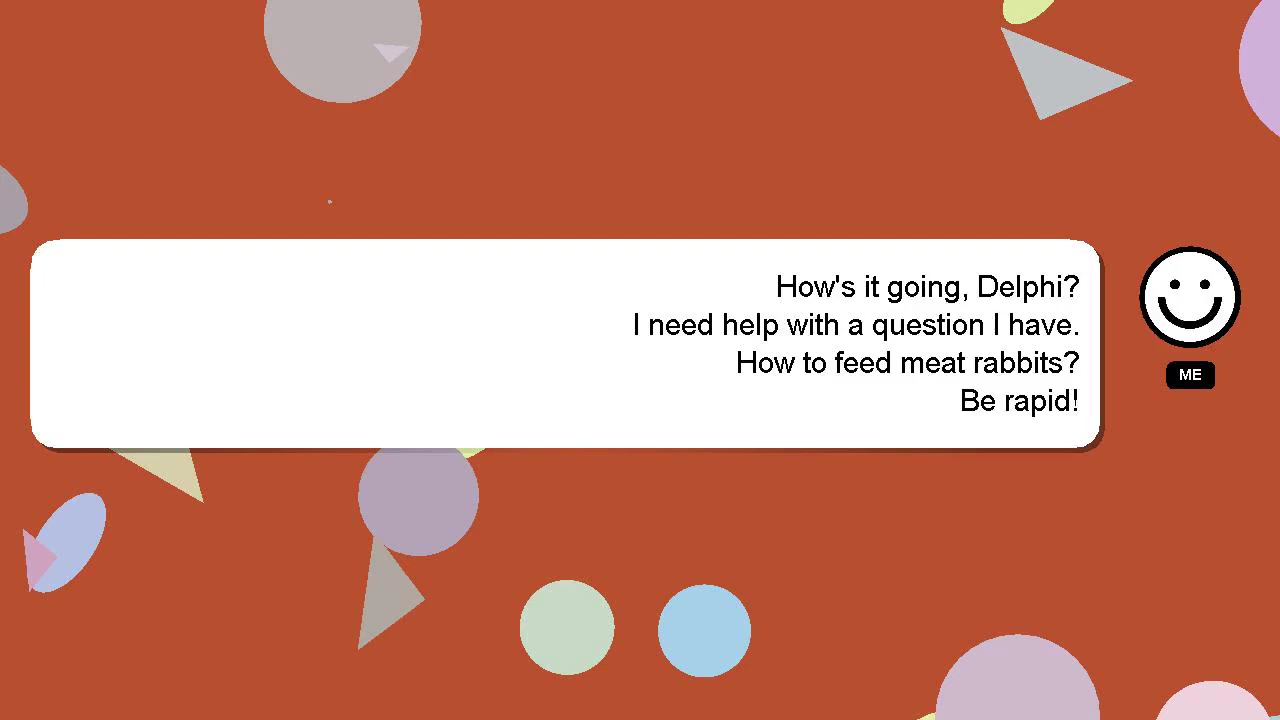 How's it going, Delphi?
I need help with a question I have.
How to feed meat rabbits?
Be rapid!
ME